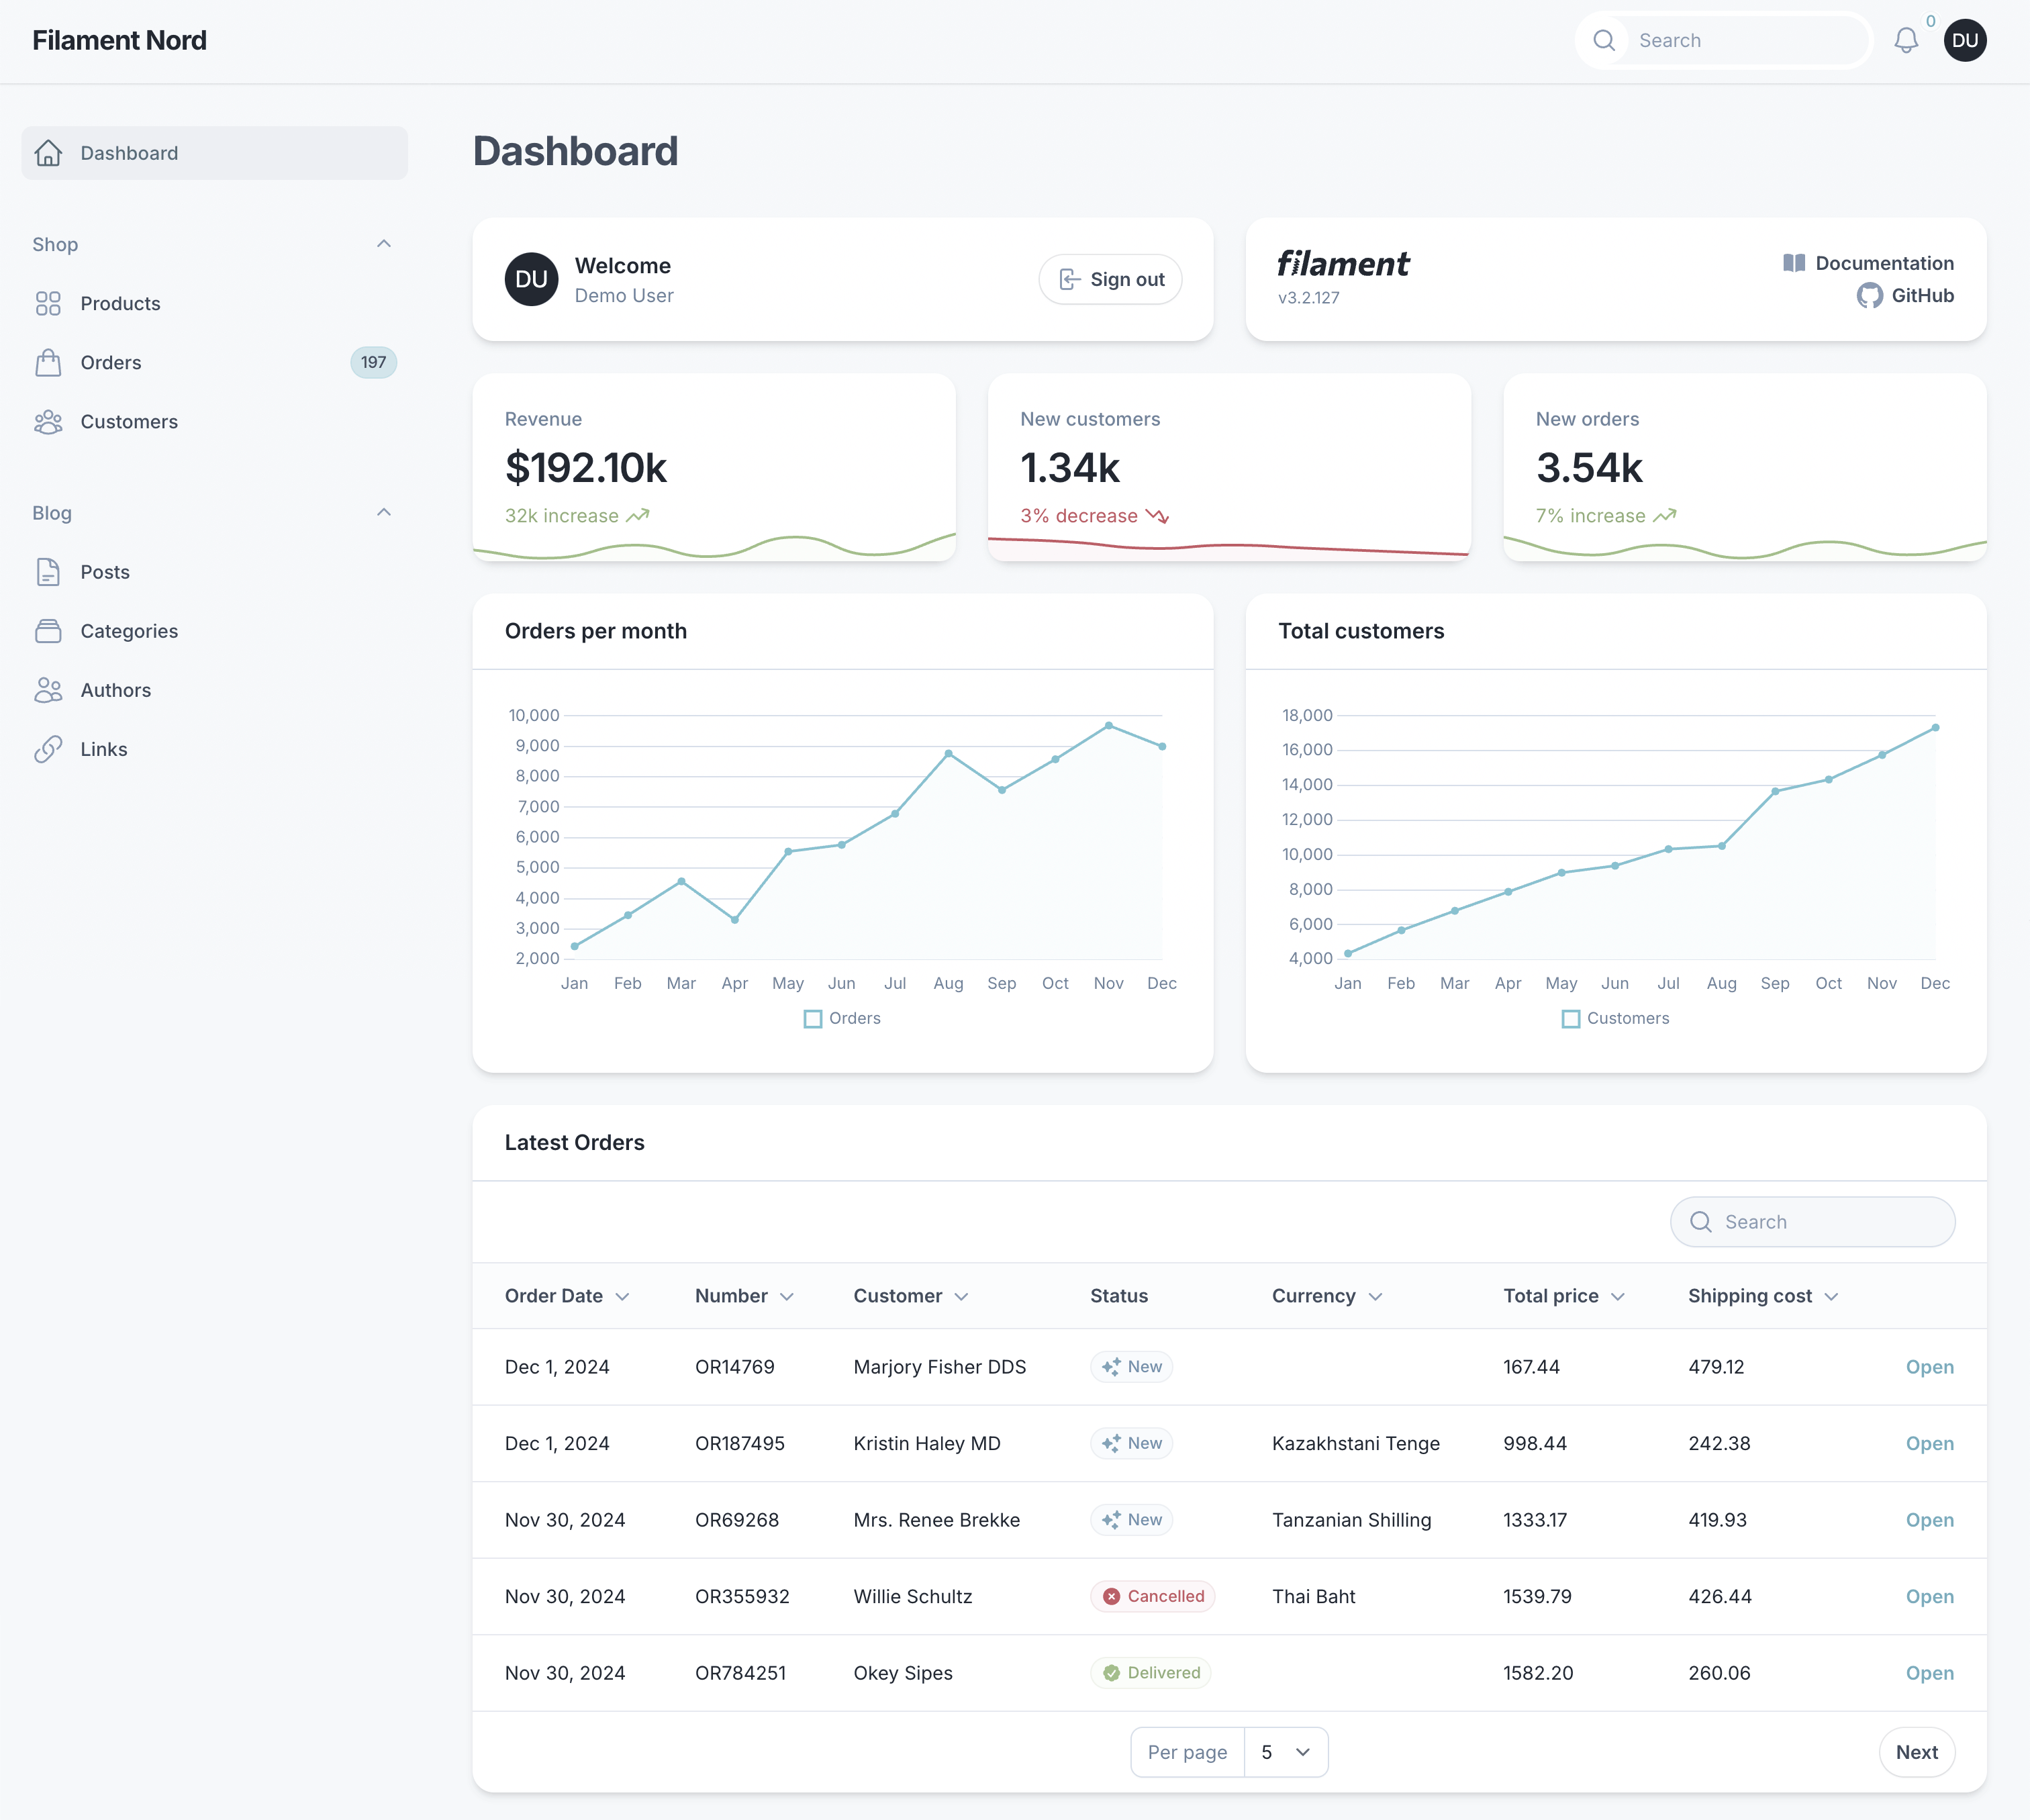 Filament Nord
Search
0
DU
Dashboard
Shop
Products
Orders
197
Customers
Blog
Posts
Categories
Authors
Links
Dashboard
DU
Welcome
Demo User
Sign out
filament
v3.2.127
Documentation
GitHub
Revenue
$192.10k
32k increase
New customers
1.34k
3% decrease
New orders
3.54k
7% increase
Orders per month
10,000
9,000
8,000
7,000
6,000
5,000
4,000
3,000
2,000
Jan Feb Mar Apr May Jun Jul Aug Sep Oct Nov Dec
Orders
Total customers
18,000
16,000
14,000
12,000
10,000
8,000
6,000
4,000
Jan Feb Mar Apr May Jun Jul Aug Sep Oct Nov Dec
Customers
Latest Orders
Search
Order Date Number Customer Status Currency Total price Shipping cost
Dec 1, 2024 OR14769 Marjory Fisher DDS New 167.44 479.12 Open
Dec 1, 2024 OR187495 Kristin Haley MD New Kazakhstani Tenge 998.44 242.38 Open
Nov 30, 2024 OR69268 Mrs. Renee Brekke New Tanzanian Shilling 1333.17 419.93 Open
Nov 30, 2024 OR355932 Willie Schultz Cancelled Thai Baht 1539.79 426.44 Open
Nov 30, 2024 OR784251 Okey Sipes Delivered 1582.20 260.06 Open
Per page 5
Next